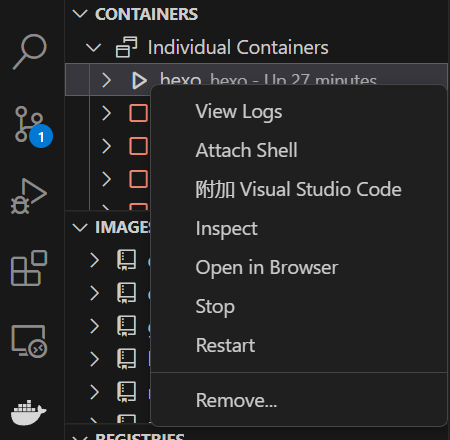 CONTAINERS
Individual Containers
hexo hexo - Up 27 minutes
View Logs
Attach Shell
附加 Visual Studio Code
1
Inspect
IMAGES
Open in Browser
Stop
Restart
Remove...
REGISTRIES